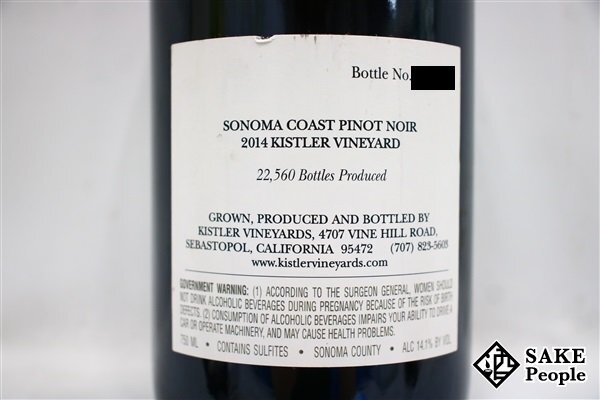 Bottle No.
SONOMA COAST PINOT NOIR
2014 KISTLER VINEYARD
22,560 Bottles Produced
GROWN, PRODUCED AND BOTTLED BY
KISTLER VINEYARDS, 4707 VINE HILL ROAD,
SEBASTOPOL, CALIFORNIA 95472 (707) 823-5603
www.kistlervineyards.com
GOVERNMENT WARNING: (1) ACCORDING TO THE SURGEON GENERAL, WOMEN SHOULD
NOT DRINK ALCOHOLIC BEVERAGES DURING PREGNANCY BECAUSE OF THE RISK OF BIRTH
DEFECTS. (2) CONSUMPTION OF ALCOHOLIC BEVERAGES IMPAIRS YOUR ABILITY TO DRIVE A
CAR OR OPERATE MACHINERY, AND MAY CAUSE HEALTH PROBLEMS.
750 ML • CONTAINS SULFITES • SONOMA COUNTY • ALC 14.1% BY VOL
SAKE
People